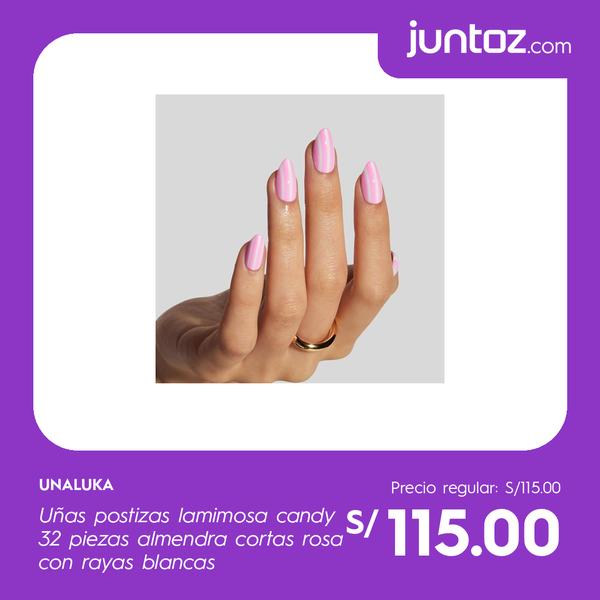 juntoz.com
UNALUKA
Precio regular: S/115.00
Uñas postizas lamimosa candy
32 piezas almendra cortas rosa
con rayas blancas
S/ 115.00